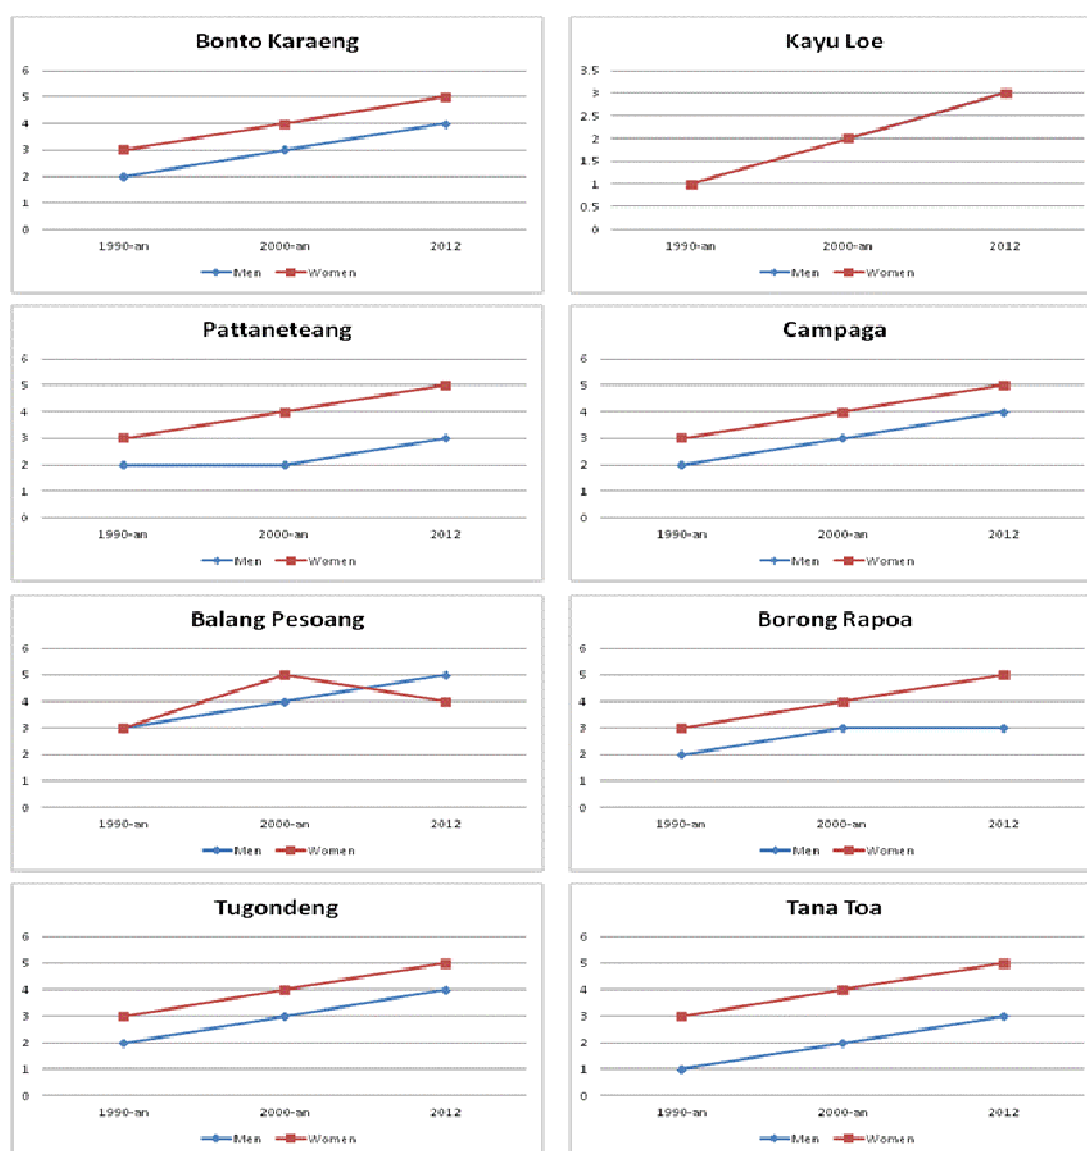 Bonto Karaeng
6
5
4
3
2
1
0
1990-an 2000-an 2012
Men Women
Kayu Loe
3.5
3
2.5
2
1.5
1
0.5
0
1990-an 2000-an 2012
Men Women
Pattaneteang
6
5
4
3
2
1
0
1990-an 2000-an 2012
Men Women
Campaga
6
5
4
3
2
1
0
1990-an 2000-an 2012
Men Women
Balang Pesoang
6
5
4
3
2
1
0
1990-an 2000-an 2012
Men Women
Borong Rapoa
6
5
4
3
2
1
0
1990-an 2000-an 2012
Men Women
Tugondeng
6
5
4
3
2
1
0
1990-an 2000-an 2012
Men Women
Tana Toa
6
5
4
3
2
1
0
1990-an 2000-an 2012
Men Women